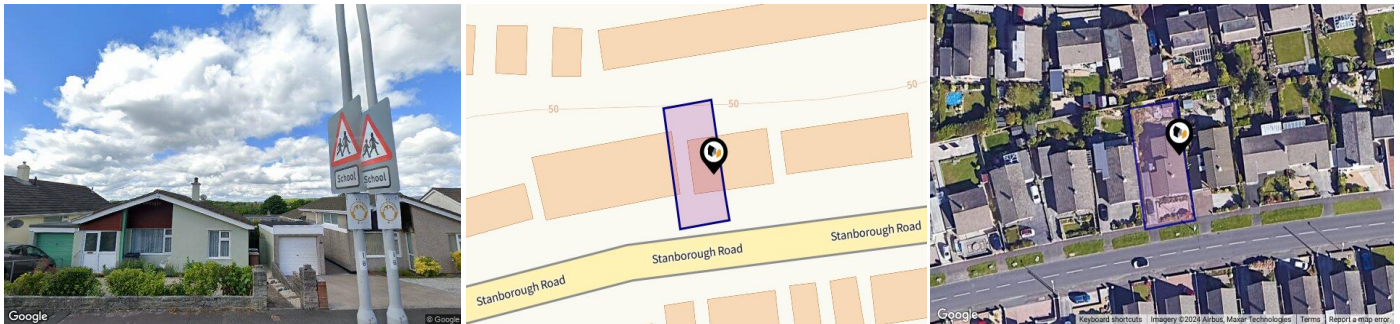 School
School
Google
© Google
50
50
50
Stanborough Road
Stanborough Road
Stanborough Road
Google
Keyboard shortcuts
Imagery ©2024 Airbus, Maxar Technologies
Terms
Report a map error